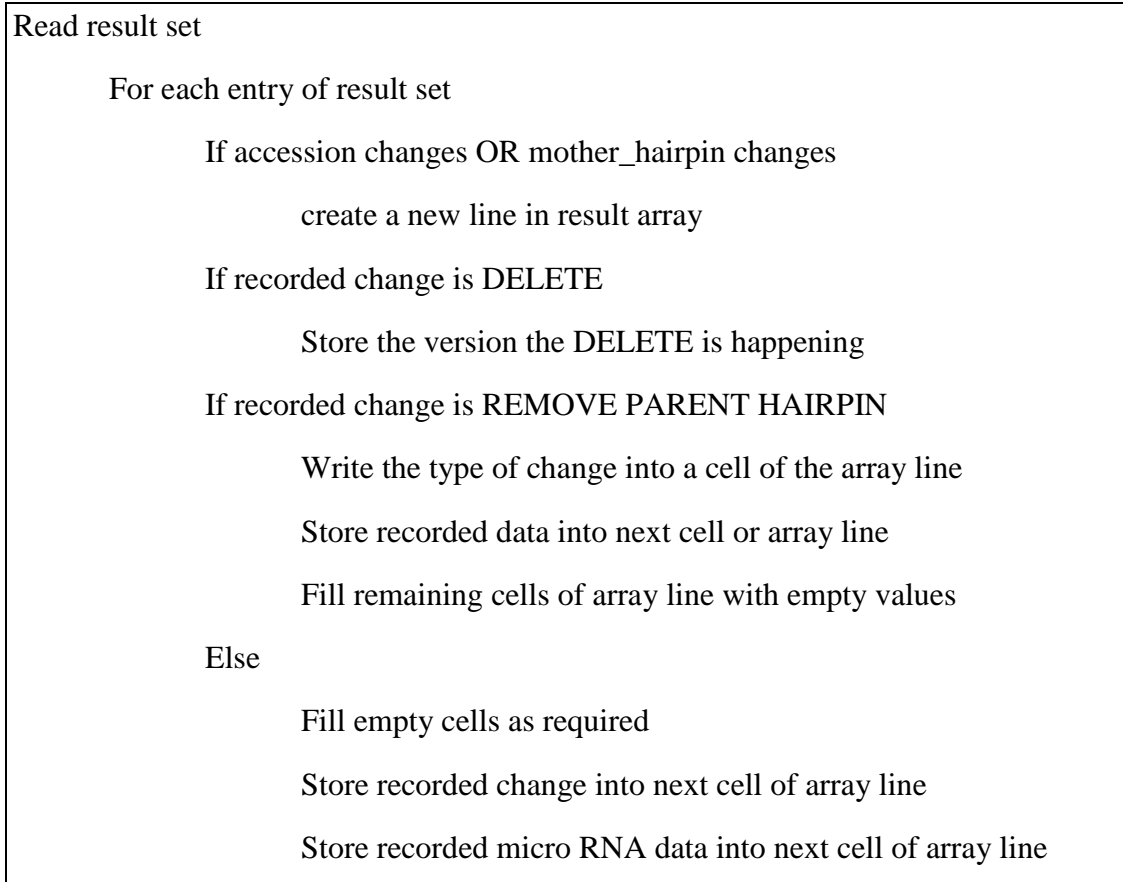 Read result set
For each entry of result set
If accession changes OR mother_hairpin changes
create a new line in result array
If recorded change is DELETE
Store the version the DELETE is happening
If recorded change is REMOVE PARENT HAIRPIN
Write the type of change into a cell of the array line
Store recorded data into next cell or array line
Fill remaining cells of array line with empty values
Else
Fill empty cells as required
Store recorded change into next cell of array line
Store recorded micro RNA data into next cell of array line